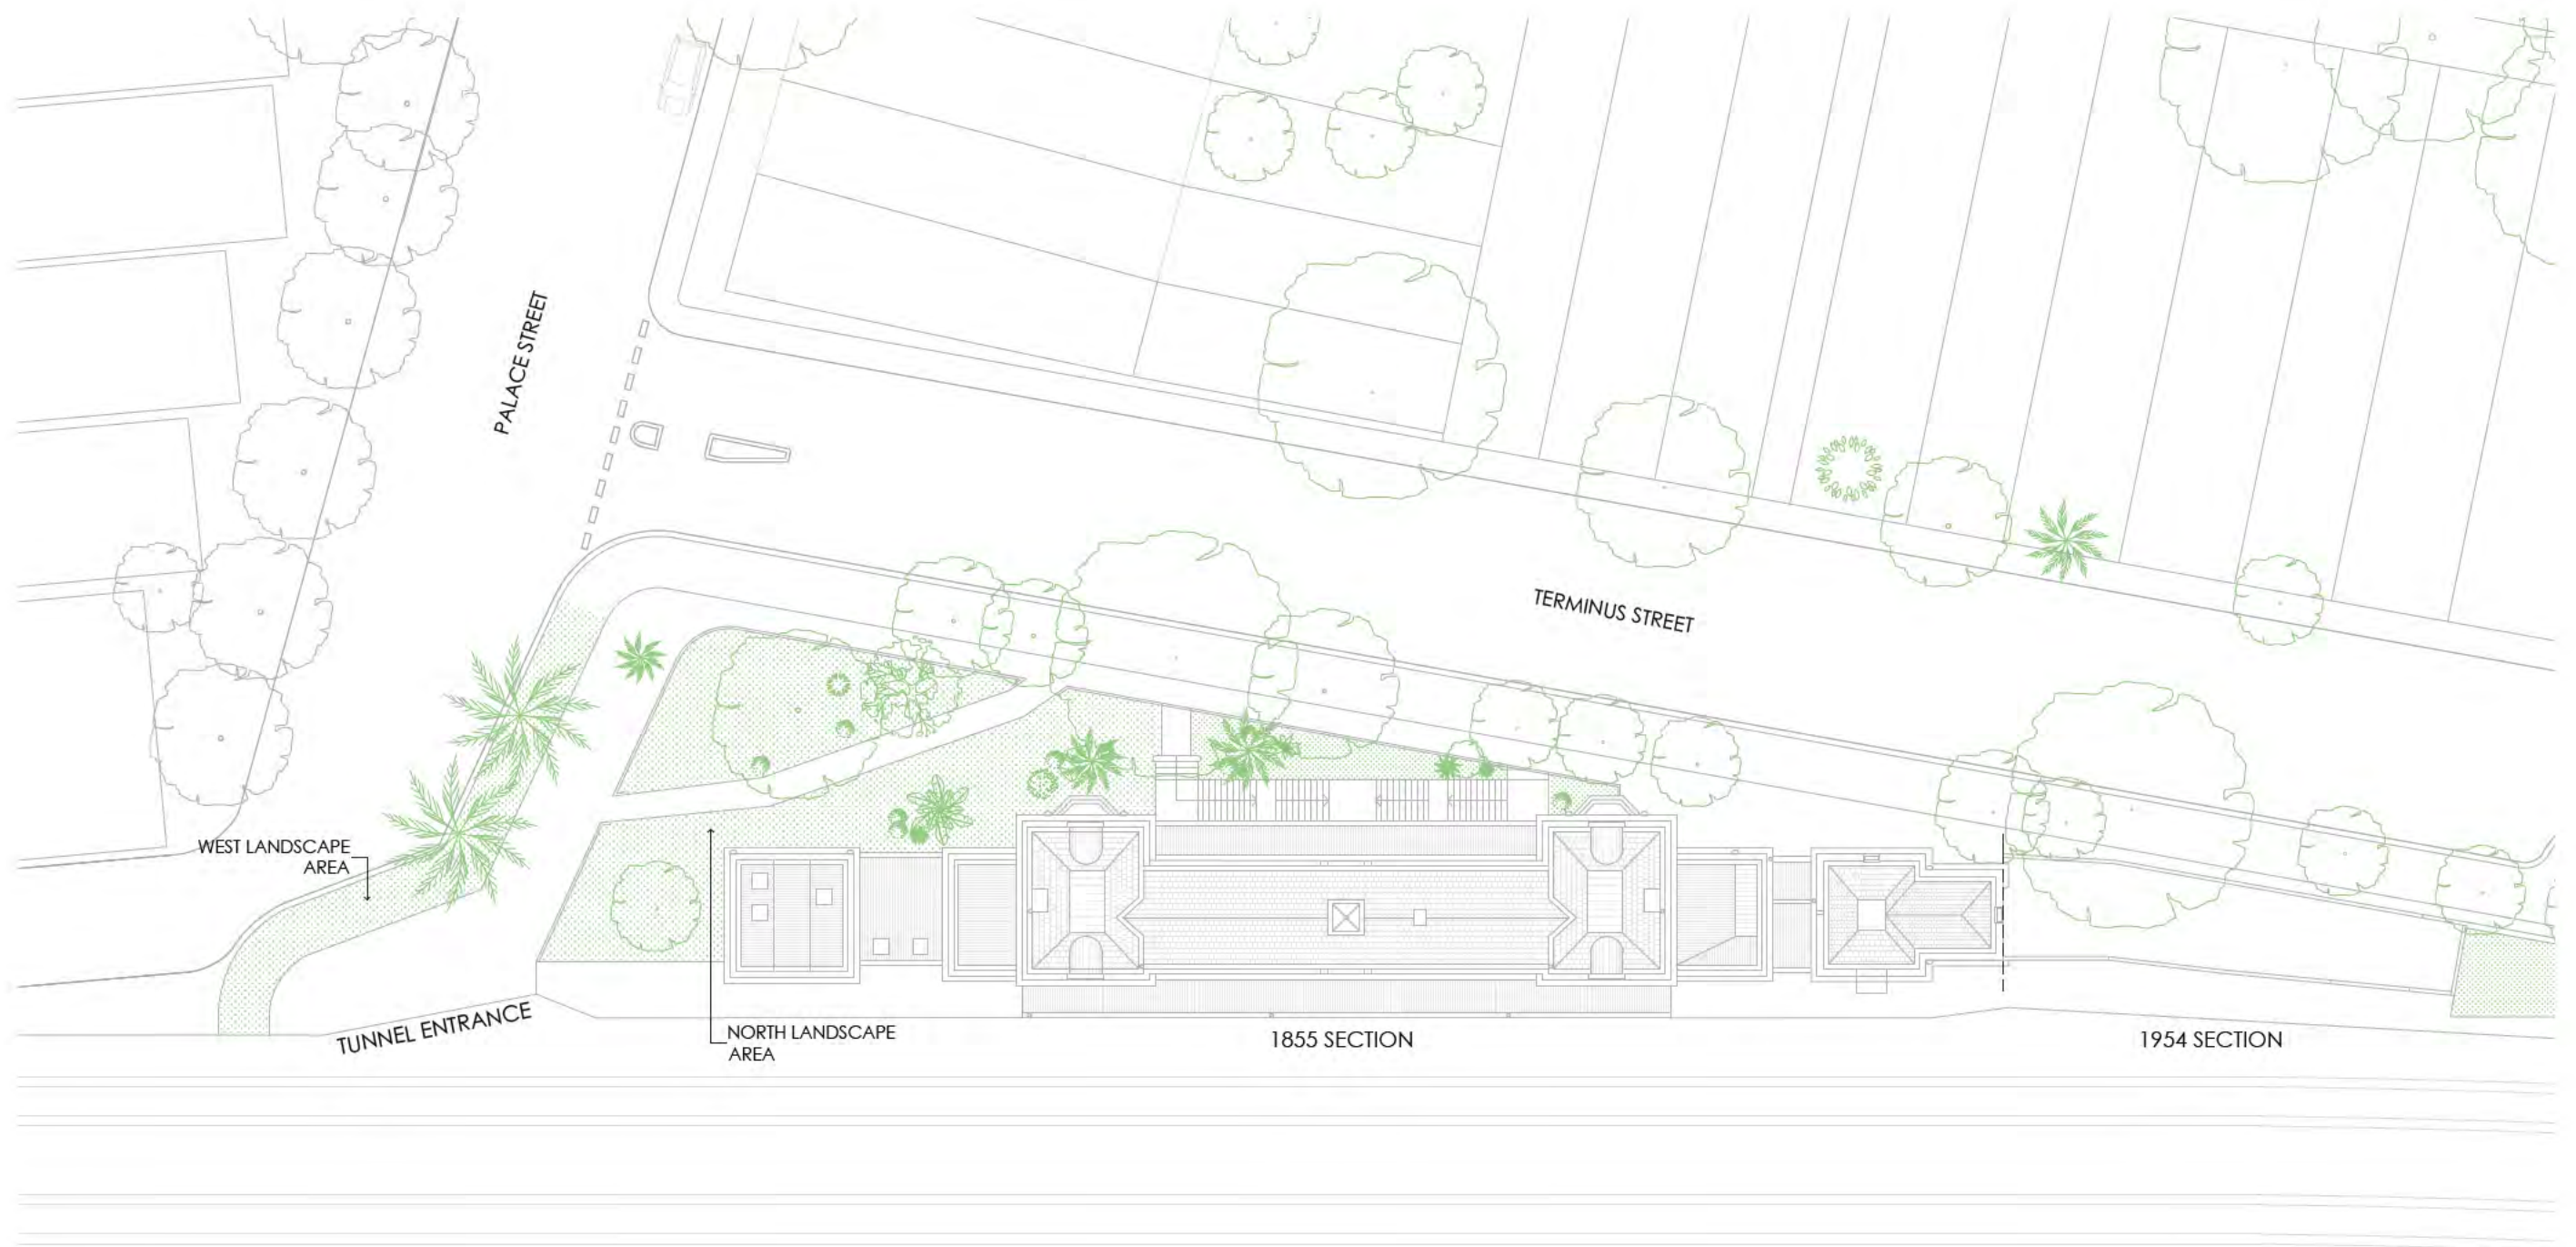 PALACE STREET
TERMINUS STREET
WEST LANDSCAPE
AREA
TUNNEL ENTRANCE
NORTH LANDSCAPE
AREA
1855 SECTION
1954 SECTION